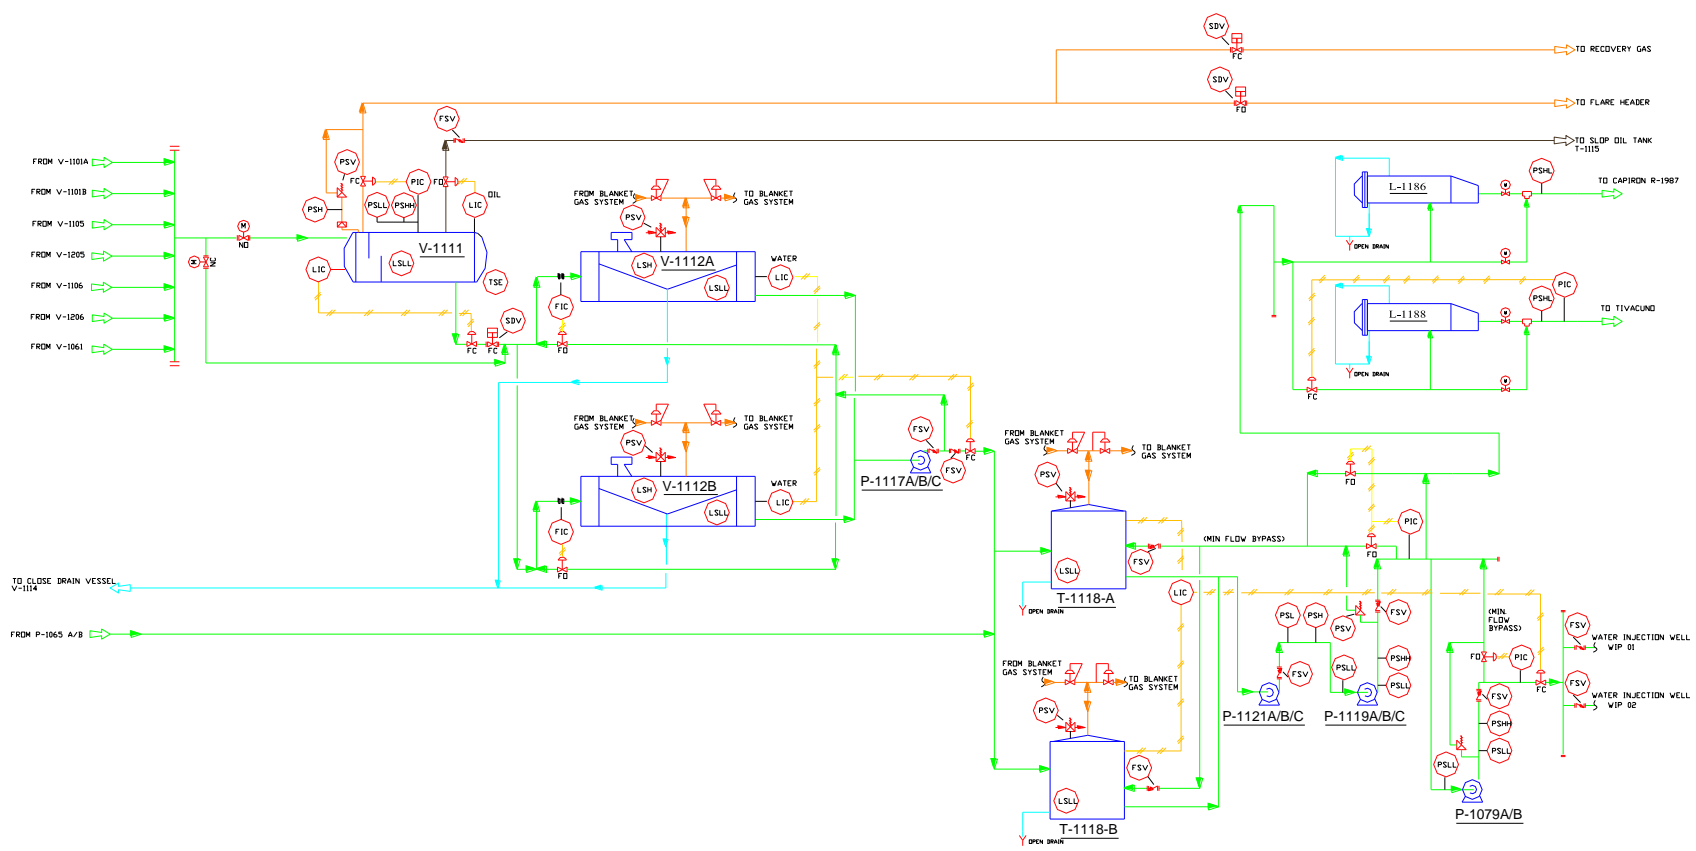 SDV
FC
TO RECOVERY GAS
SDV
FO
TO FLARE HEADER
FSV
TO SLOP OIL TANK
T-1115
FROM V-1101A
FROM V-1101B
FROM V-1105
FROM V-1205
FROM V-1106
FROM V-1206
FROM V-1061
M
NO
M
NC
PSV
FC
PIC
FO
OIL
PSH
PSLL
PSHH
LIC
V-1111
LIC
LSLL
TSE
SDV
FC
FC
FROM BLANKET
GAS SYSTEM
TO BLANKET
GAS SYSTEM
PSV
V-1112A
LSH
LSLL
WATER
LIC
FIC
FO
FROM BLANKET
GAS SYSTEM
TO BLANKET
GAS SYSTEM
PSV
V-1112B
LSH
LSLL
WATER
LIC
FIC
FO
FSV
FSV
FC
P-1117A/B/C
TO CLOSE DRAIN VESSEL
V-1114
FROM P-1065 A/B
L-1186
M
PSHL
TO CAPIRON R-1987
OPEN DRAIN
M
PIC
L-1188
M
PSHL
TO TIVACUNO
OPEN DRAIN
M
FC
FROM BLANKET
GAS SYSTEM
TO BLANKET
GAS SYSTEM
PSV
FSV
LSLL
T-1118-A
OPEN DRAIN
(MIN FLOW BYPASS)
LIC
FO
PIC
FO
PSL
PSH
FSV
P-1121A/B/C
PSV
FSV
PSHH
PSLL
PSLL
P-1119A/B/C
(MIN.
FLOW
BYPASS)
FO
PIC
FC
FSV
PSHH
PSLL
PSLL
P-1079A/B
FSV
WATER INJECTION WELL
WIP 01
FSV
WATER INJECTION WELL
WIP 02
FROM BLANKET
GAS SYSTEM
TO BLANKET
GAS SYSTEM
PSV
FSV
LSLL
T-1118-B
OPEN DRAIN